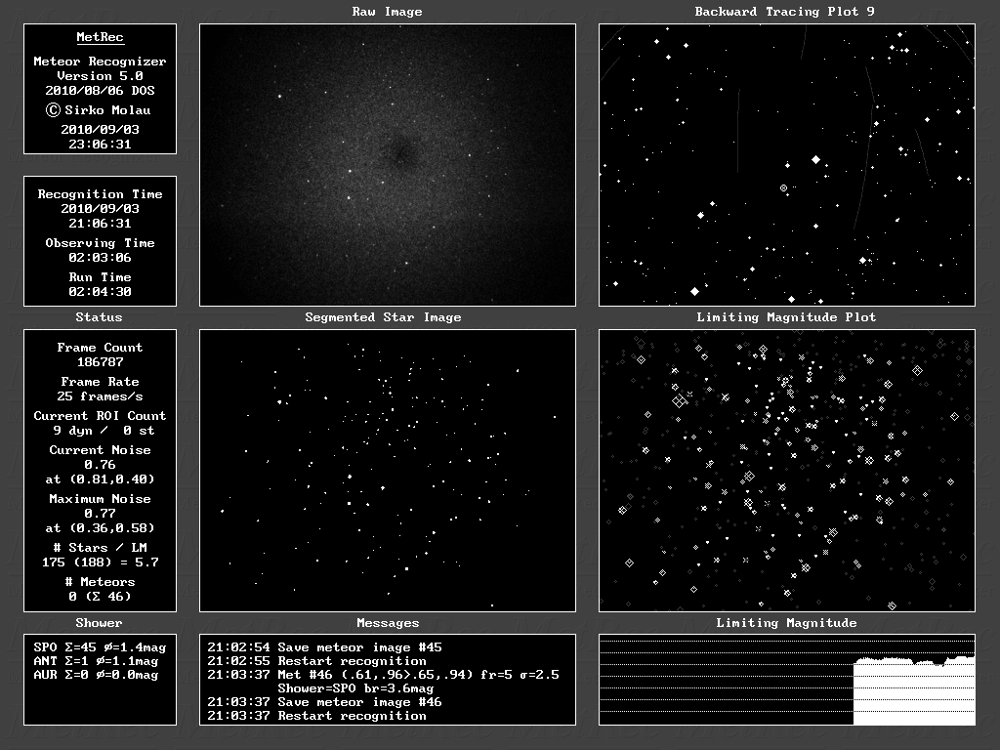 MetRec
Meteor Recognizer
Version 5.0
2010/08/06 DOS
© Sirko Molau
2010/09/03
23:06:31
Recognition Time
2010/09/03
21:06:31
Observing Time
02:03:06
Run Time
02:04:30
Raw Image
Backward Tracing Plot 9
Status
Frame Count
186787
Frame Rate
25 frames/s
Current ROI Count
9 dyn / 0 st
Current Noise
0.76
at (0.81,0.40)
Maximum Noise
0.77
at (0.36,0.58)
# Stars / LM
175 (188) = 5.7
# Meteors
0 (Σ 46)
Segmented Star Image
Limiting Magnitude Plot
Shower
SPO Σ=45 ø=1.4mag
ANT Σ=1 ø=1.1mag
AUR Σ=0 ø=0.0mag
Messages
21:02:54 Save meteor image #45
21:02:55 Restart recognition
21:03:37 Met #46 (.61,.96>.65,.94) fr=5 σ=2.5
Shower=SPO br=3.6mag
21:03:37 Save meteor image #46
21:03:37 Restart recognition
Limiting Magnitude